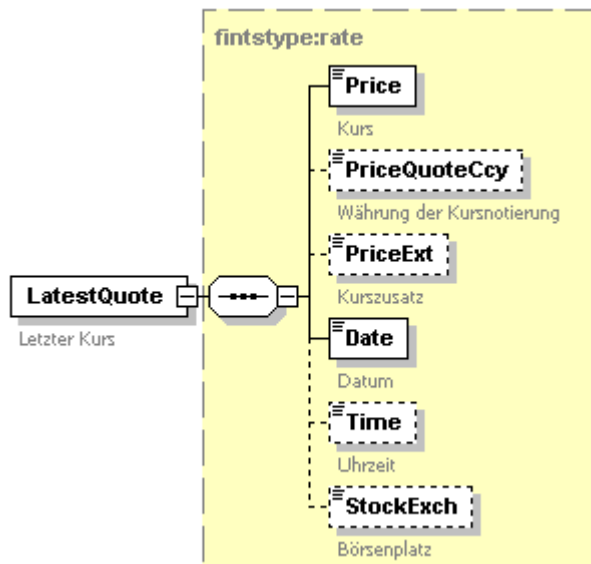 fintstype:rate
Price
Kurs
PriceQuoteCcy
Währung der Kursnotierung
PriceExt
Kurszusatz
LatestQuote
Letzter Kurs
Date
Datum
Time
Uhrzeit
StockExch
Börsenplatz